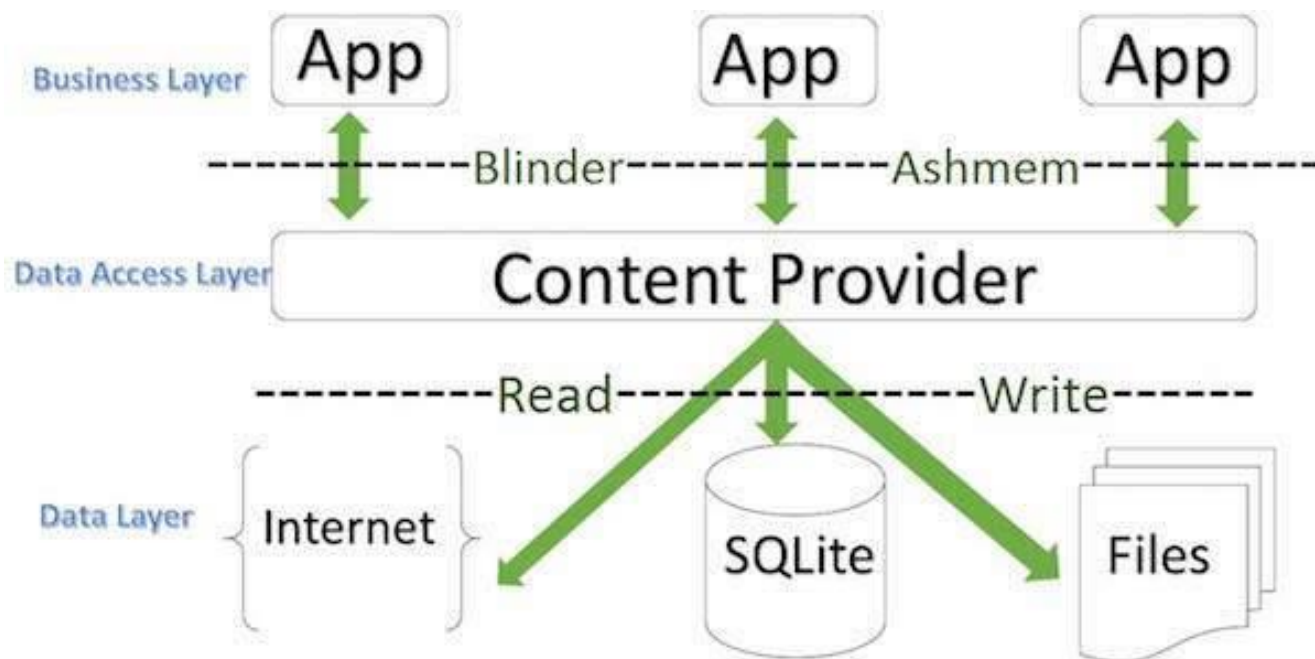 App App App
Business Layer
Blinder Ashmem
Data Access Layer
Content Provider
Read Write
Data Layer
Internet
SQLite
Files